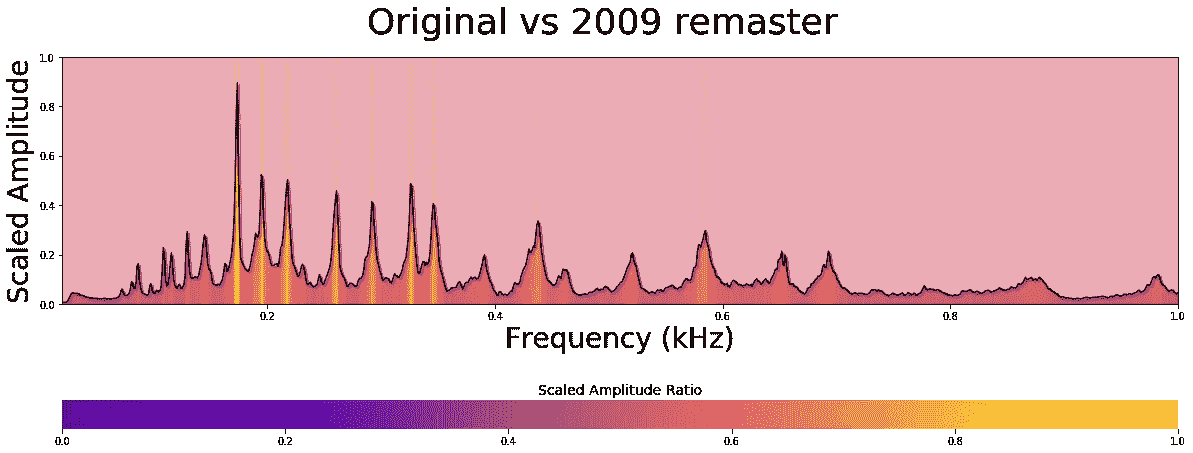 Original vs 2009 remaster
Scaled Amplitude
1.0
0.8
0.6
0.4
0.2
0.0
0.2 0.4 0.6 0.8 1.0
Frequency (kHz)
Scaled Amplitude Ratio
0.0 0.2 0.4 0.6 0.8 1.0